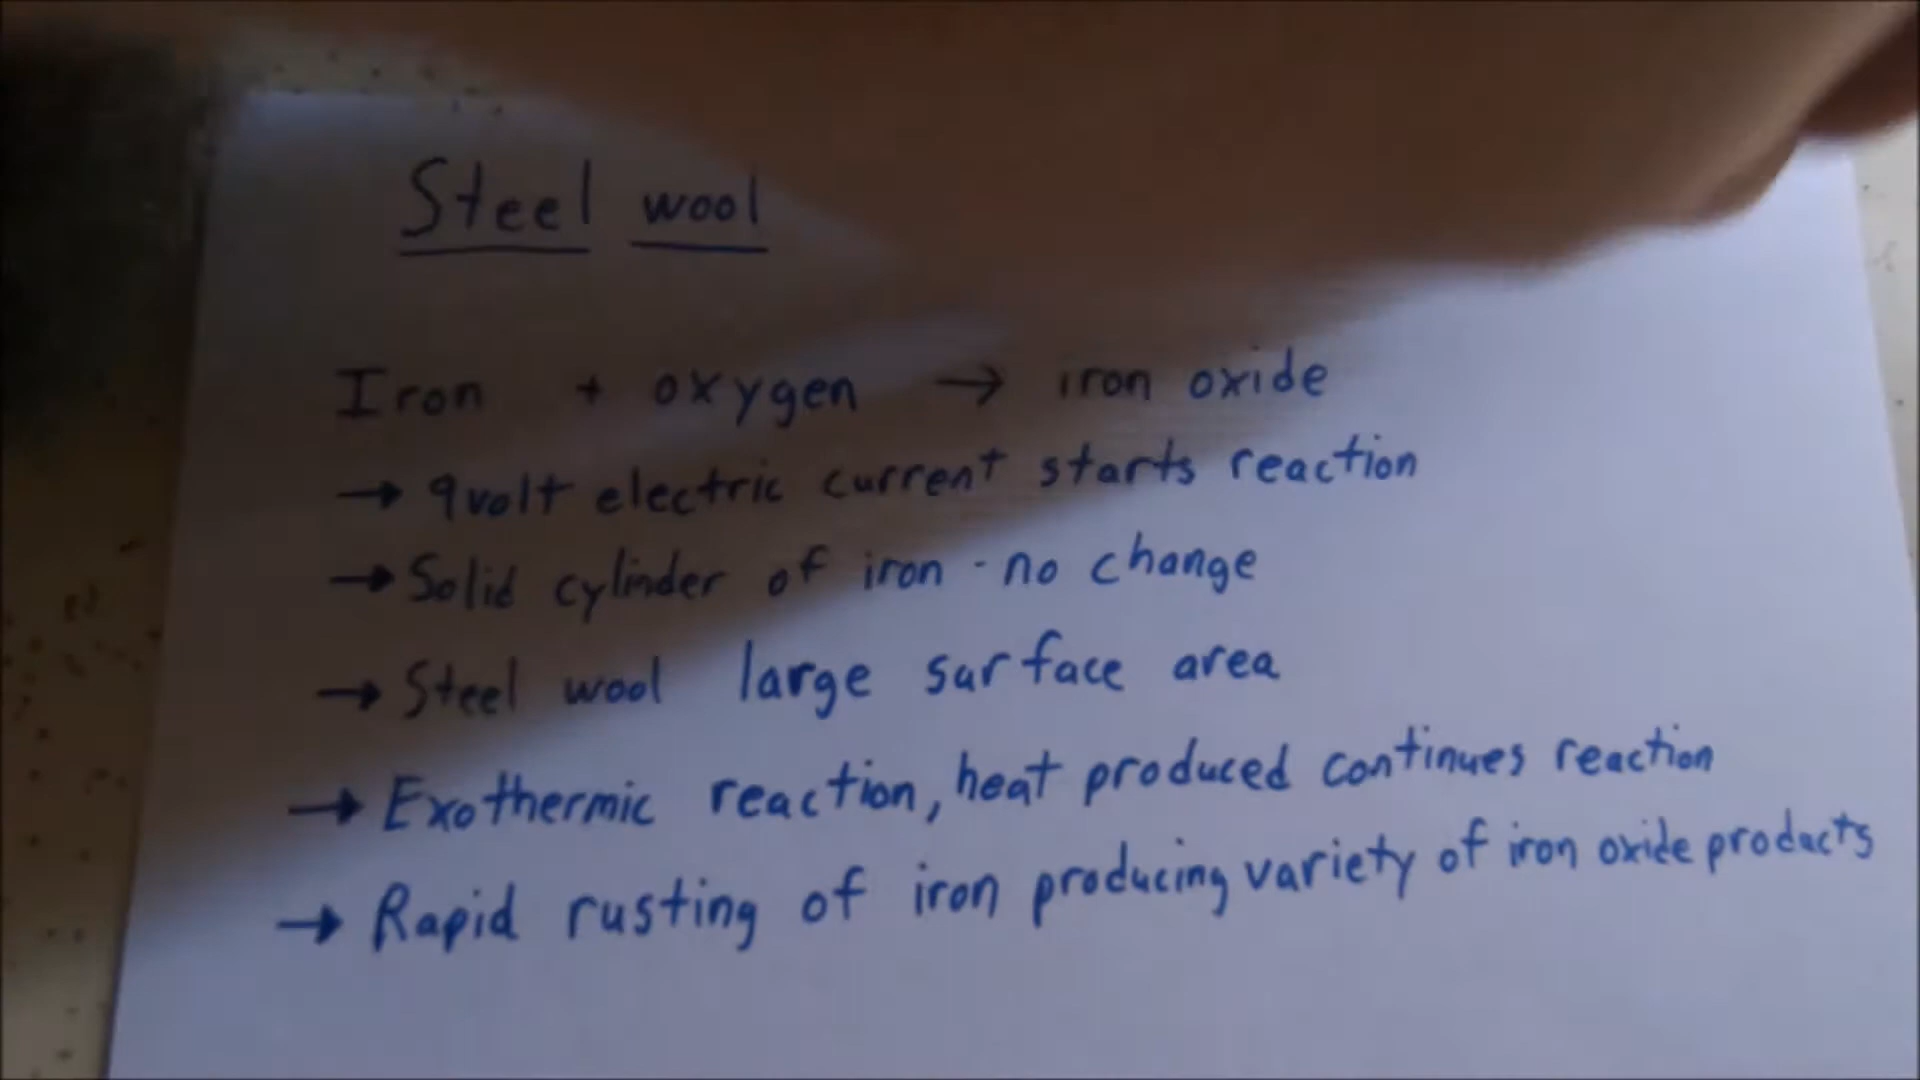 Steel wool
Iron + oxygen → iron oxide
→ 9volt electric current starts reaction
→ Solid cylinder of iron - no change
→ Steel wool large surface area
→ Exothermic reaction, heat produced continues reaction
→ Rapid rusting of iron producing variety of iron oxide products